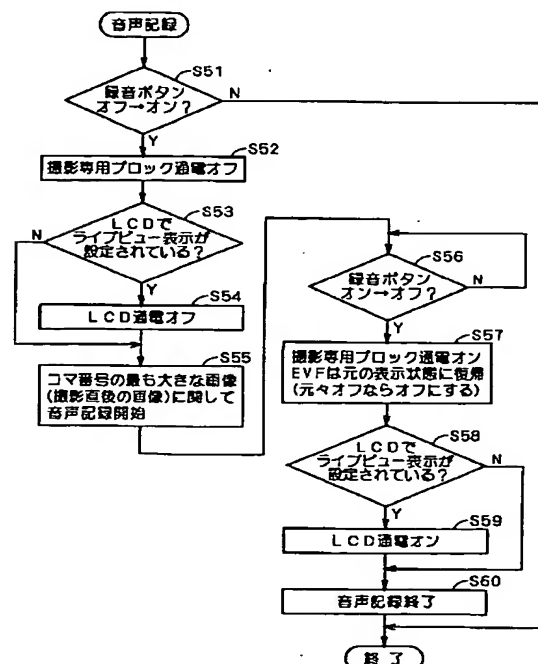 音声記録
S51
録音ボタン
オフ→オン？
N
Y
S52
撮影専用ブロック通電オフ
S53
LCDで
ライブビュー表示が
設定されている？
N
Y
S54
LCD通電オフ
S55
コマ番号の最も大きな画像
(撮影直後の画像)に関して
音声記録開始
S56
録音ボタン
オン→オフ？
N
Y
S57
撮影専用ブロック通電オン
EVFは元の表示状態に復帰
(元々オフならオフにする)
S58
LCDで
ライブビュー表示が
設定されている？
N
Y
S59
LCD通電オン
S60
音声記録終了
終了